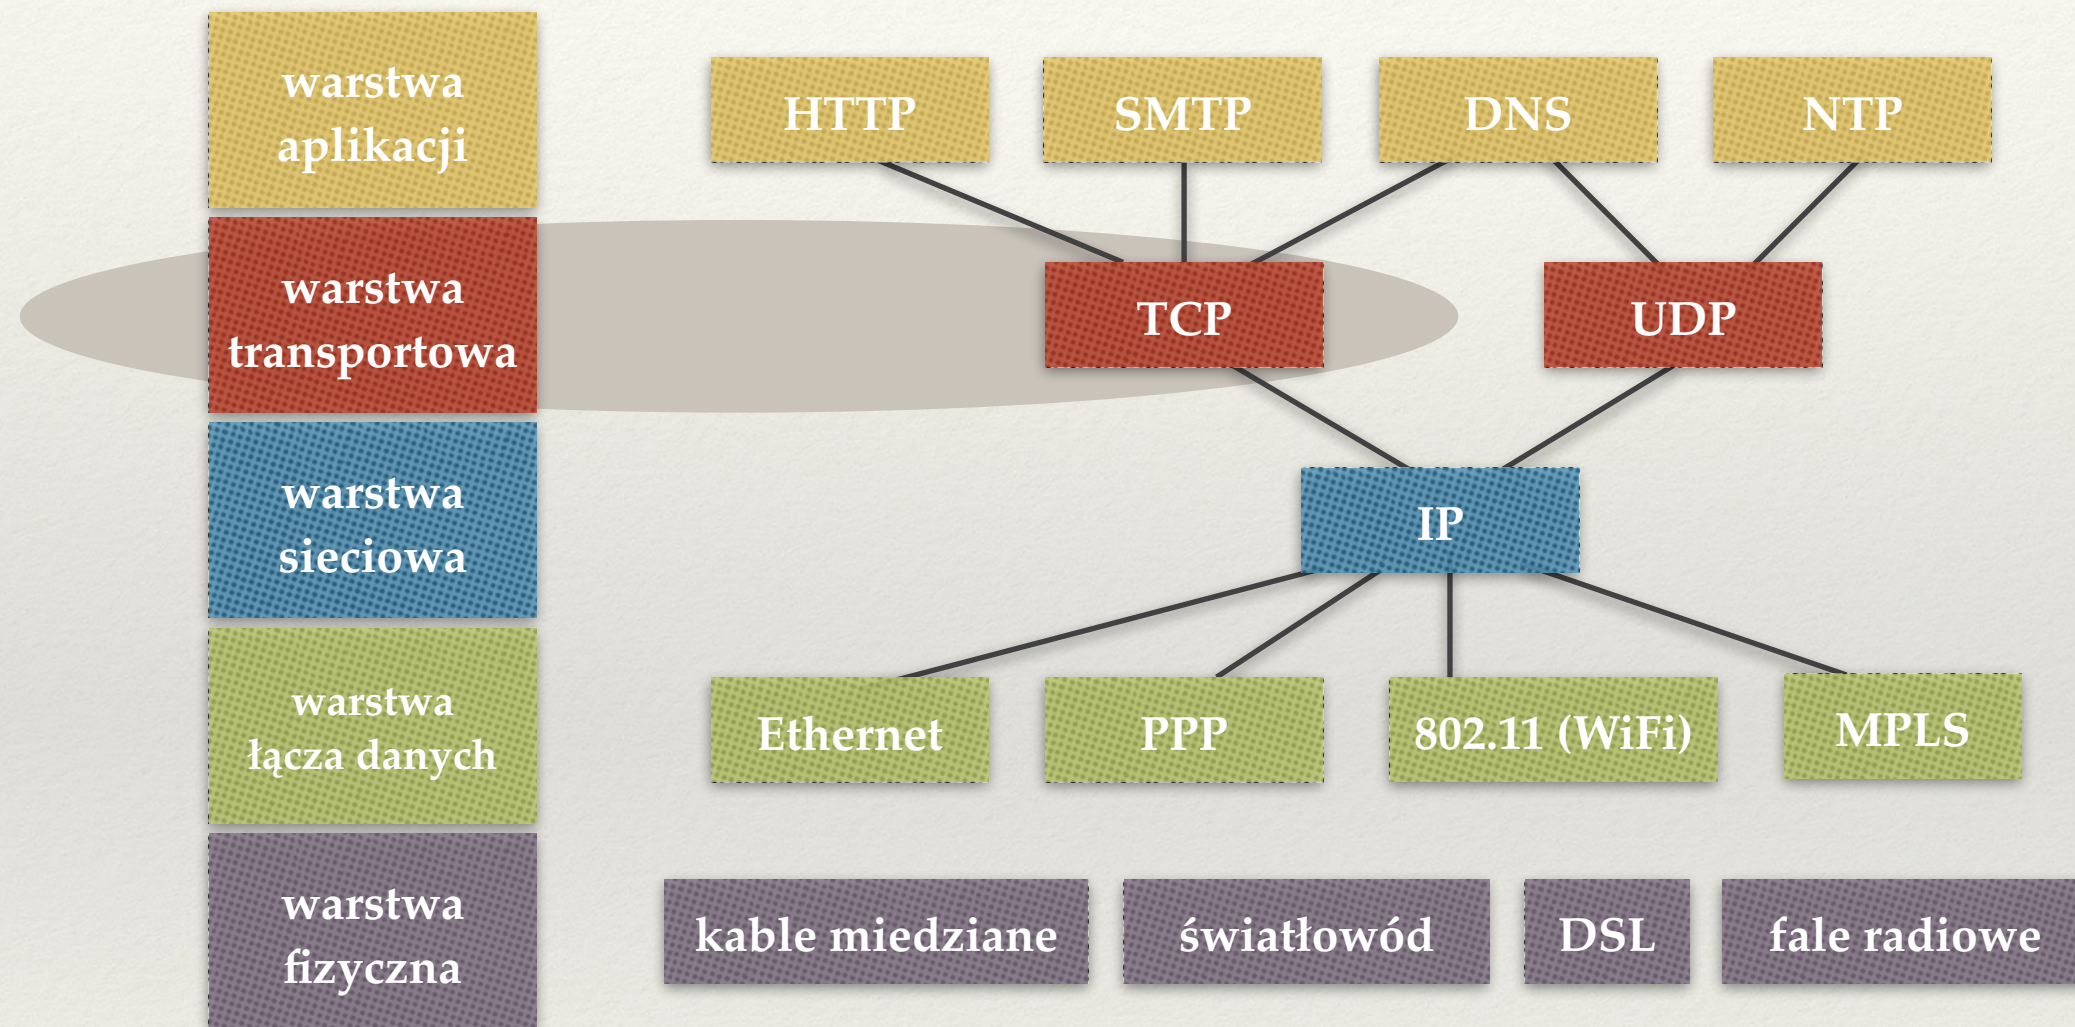 warstwa
aplikacji
HTTP
SMTP
DNS
NTP
warstwa
transportowa
TCP
UDP
warstwa
sieciowa
IP
warstwa
łącza danych
Ethernet
PPP
802.11 (WiFi)
MPLS
warstwa
fizyczna
kable miedziane
światłowód
DSL
fale radiowe